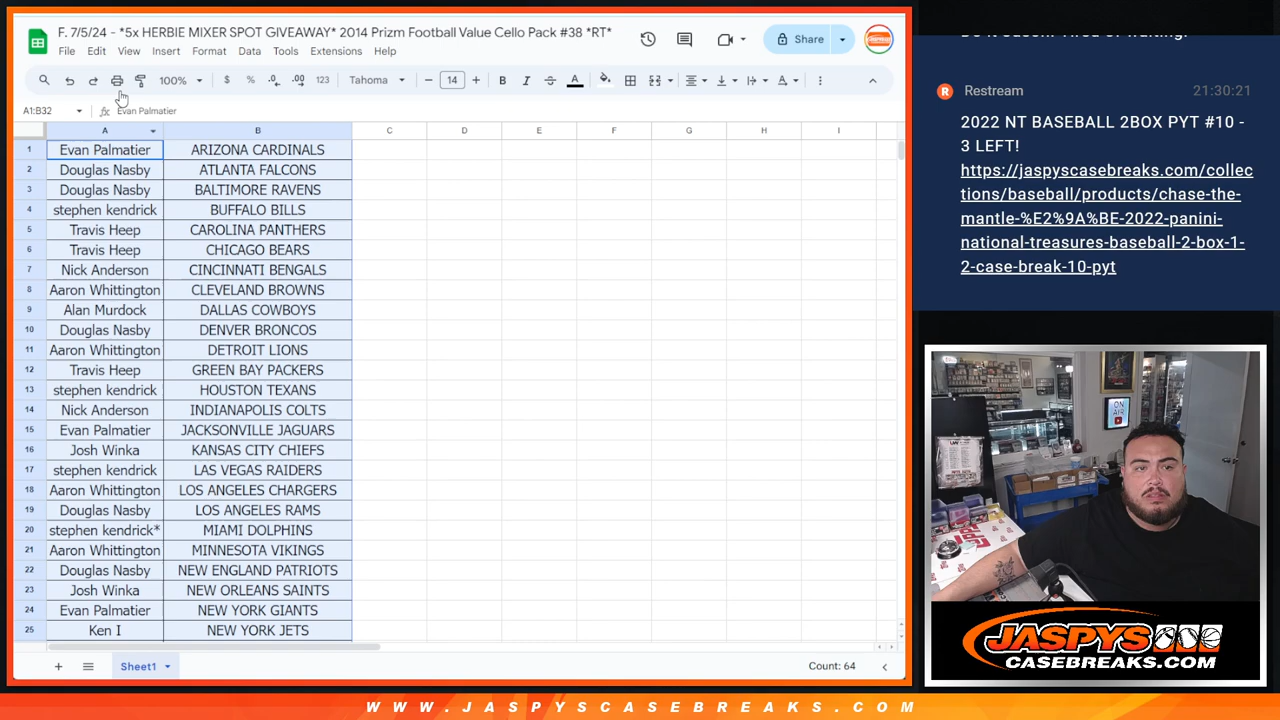 F. 7/5/24 - *5x HERBIE MIXER SPOT GIVEAWAY* 2014 Prizm Football Value Cello Pack #38 *RT*
File Edit View Insert Format Data Tools Extensions Help
Share
100% $ % .0 .00 123 Tahoma 14 B I A
A1:B32 fx Evan Palmatier
A B C D E F G H I
1 Evan Palmatier ARIZONA CARDINALS
2 Douglas Nasby ATLANTA FALCONS
3 Douglas Nasby BALTIMORE RAVENS
4 stephen kendrick BUFFALO BILLS
5 Travis Heep CAROLINA PANTHERS
6 Travis Heep CHICAGO BEARS
7 Nick Anderson CINCINNATI BENGALS
8 Aaron Whittington CLEVELAND BROWNS
9 Alan Murdock DALLAS COWBOYS
10 Douglas Nasby DENVER BRONCOS
11 Aaron Whittington DETROIT LIONS
12 Travis Heep GREEN BAY PACKERS
13 stephen kendrick HOUSTON TEXANS
14 Nick Anderson INDIANAPOLIS COLTS
15 Evan Palmatier JACKSONVILLE JAGUARS
16 Josh Winka KANSAS CITY CHIEFS
17 stephen kendrick LAS VEGAS RAIDERS
18 Aaron Whittington LOS ANGELES CHARGERS
19 Douglas Nasby LOS ANGELES RAMS
20 stephen kendrick* MIAMI DOLPHINS
21 Aaron Whittington MINNESOTA VIKINGS
22 Douglas Nasby NEW ENGLAND PATRIOTS
23 Josh Winka NEW ORLEANS SAINTS
24 Evan Palmatier NEW YORK GIANTS
25 Ken I NEW YORK JETS
Sheet1 Count: 64
R Restream 21:30:21
2022 NT BASEBALL 2BOX PYT #10 -
3 LEFT!
https://jaspyscasebreaks.com/collec
tions/baseball/products/chase-the-
mantle-%E2%9A%BE-2022-panini-
national-treasures-baseball-2-box-1-
2-case-break-10-pyt
ON
AIR
JASPYS
CASEBREAKS.COM
WWW.JASPYSCASEBREAKS.COM